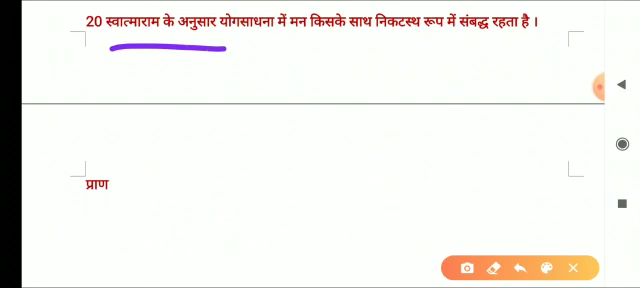 20 स्वात्माराम के अनुसार योगसाधना में मन किसके साथ निकटस्थ रूप में संबद्ध रहता है ।
प्राण